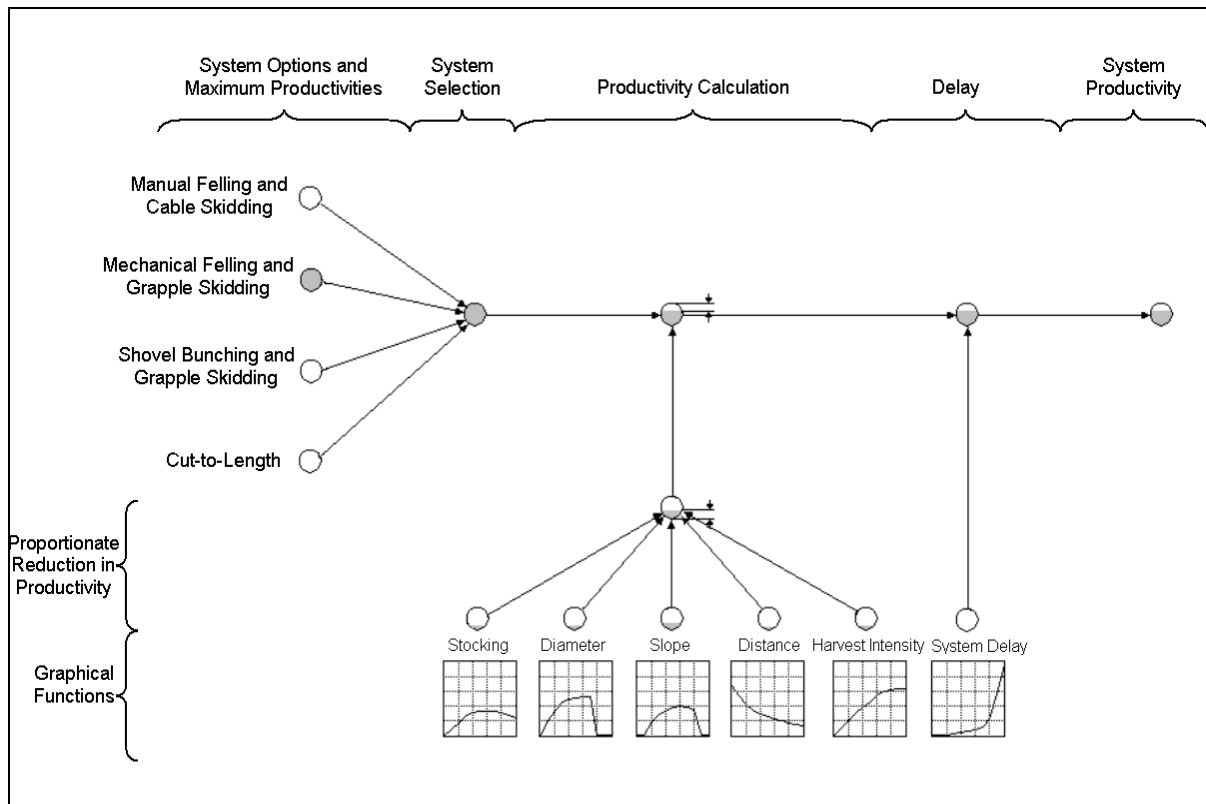 System Options and
Maximum Productivities
System
Selection
Productivity Calculation
Delay
System
Productivity
Manual Felling and
Cable Skidding
Mechanical Felling and
Grapple Skidding
Shovel Bunching and
Grapple Skidding
Cut-to-Length
Proportionate
Reduction in
Productivity
Stocking
Diameter
Slope
Distance
Harvest Intensity
System Delay
Graphical
Functions